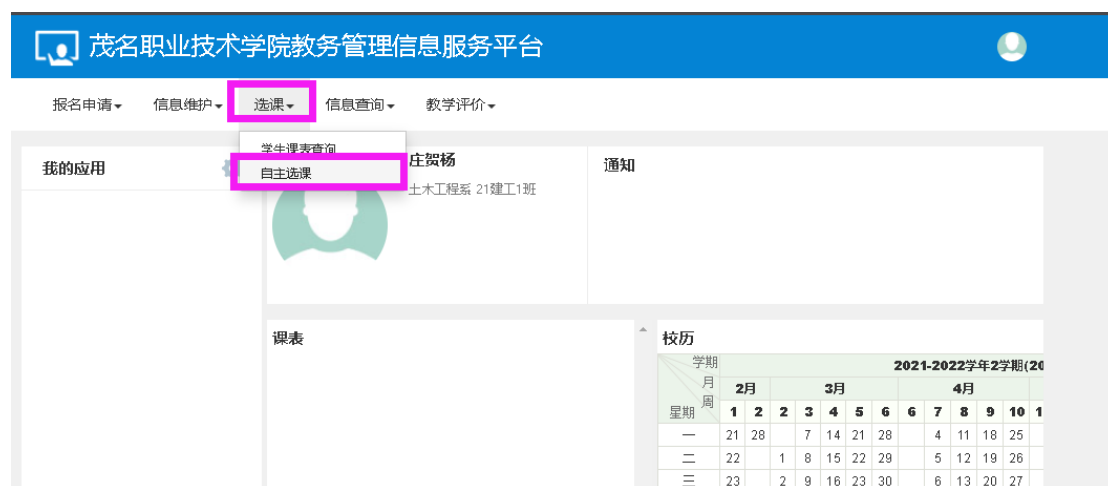 茂名职业技术学院教务管理信息服务平台
报名申请 信息维护 选课 信息查询 教学评价
学生课表查询
自主选课
我的应用
庄贺杨
土木工程系 21建工1班
通知
课表
校历
学期
月
周
星期
2021-2022学年2学期(20
2月 3月 4月
1 2 2 3 4 5 6 6 7 8 9 10 1
一 21 28 7 14 21 28 4 11 18 25
二 22 1 8 15 22 29 5 12 19 26
三 23 2 9 16 23 30 6 13 20 27